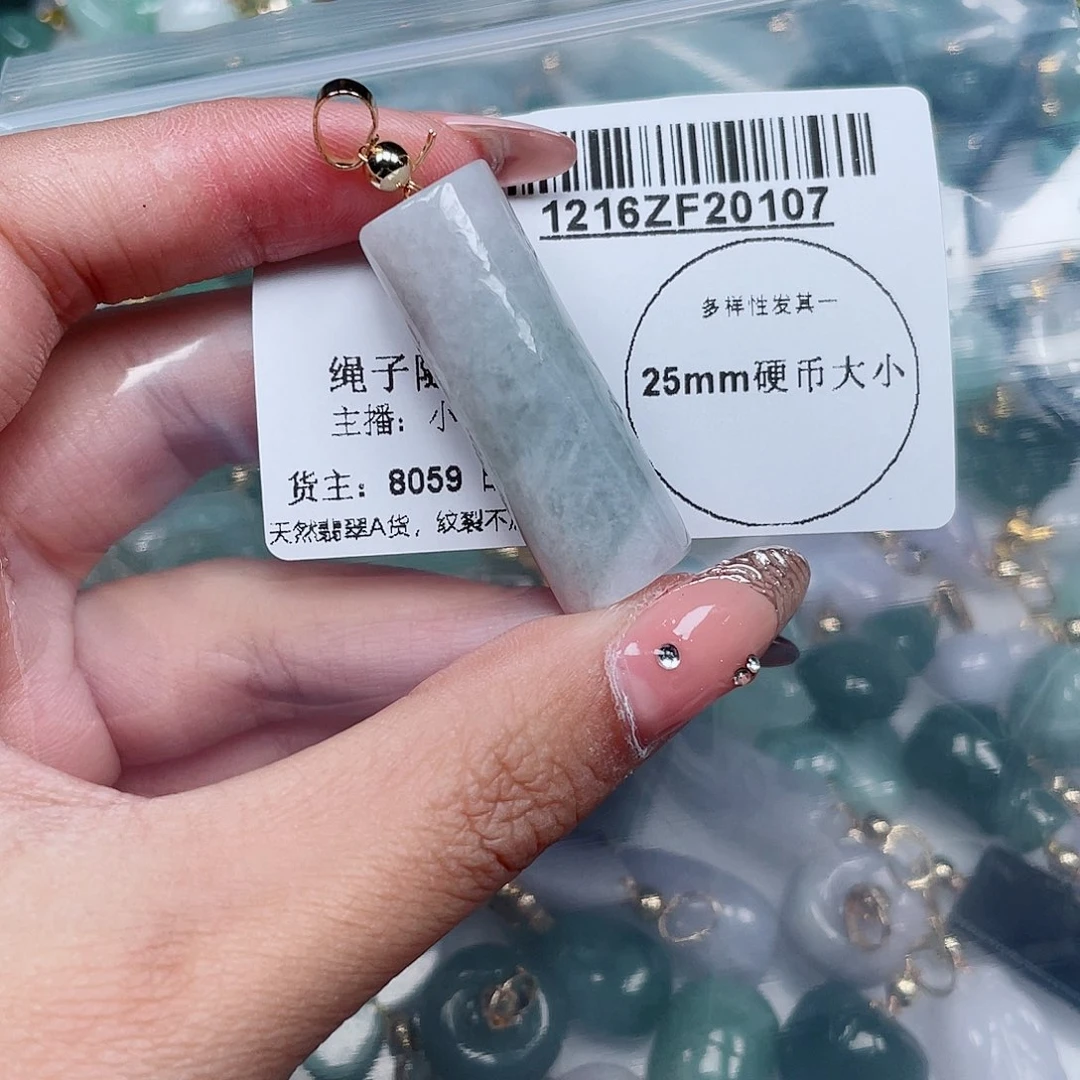 1216ZF20107
多样性发其一
25mm硬币大小
绳子
主播：小
货主：8059
天然翡翠A货，纹裂不